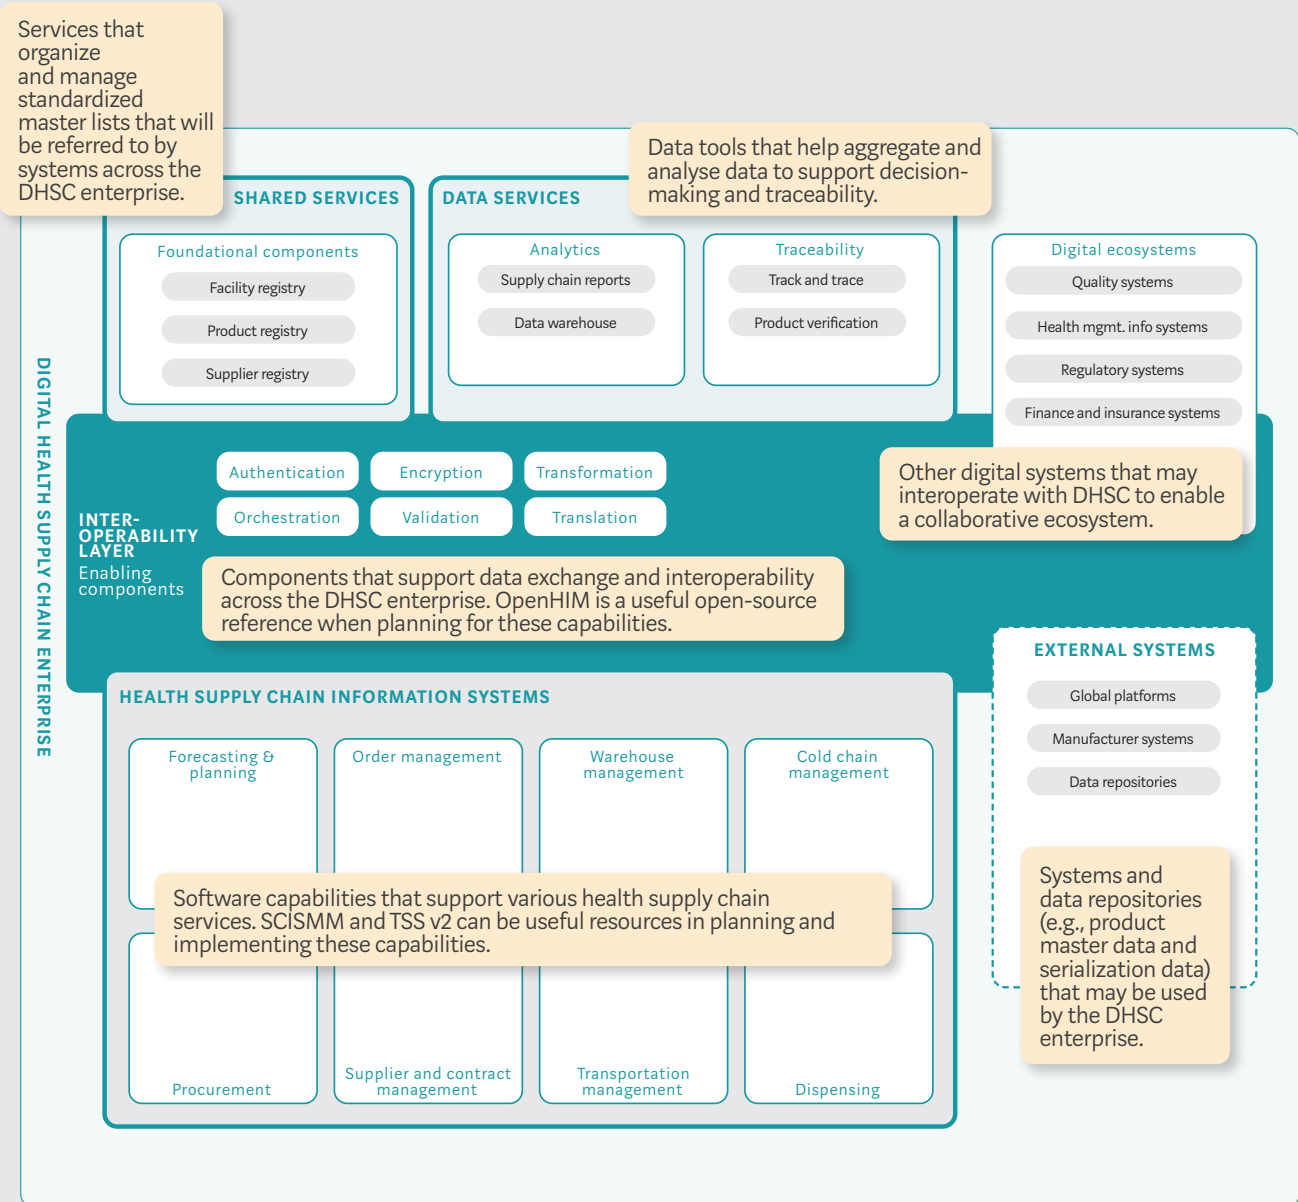 Services that
organize
and manage
standardized
master lists that will
be referred to by
systems across the
DHSC enterprise.
Data tools that help aggregate and
analyse data to support decision-
making and traceability.
SHARED SERVICES
DATA SERVICES
Foundational components
Facility registry
Product registry
Supplier registry
Analytics
Supply chain reports
Data warehouse
Traceability
Track and trace
Product verification
Digital ecosystems
Quality systems
Health mgmt. info systems
Regulatory systems
Finance and insurance systems
Other digital systems that may
interoperate with DHSC to enable
a collaborative ecosystem.
DIGITAL HEALTH SUPPLY CHAIN ENTERPRISE
INTER-
OPERABILITY
LAYER
Enabling
components
Authentication
Encryption
Transformation
Orchestration
Validation
Translation
Components that support data exchange and interoperability
across the DHSC enterprise. OpenHIM is a useful open-source
reference when planning for these capabilities.
EXTERNAL SYSTEMS
Global platforms
Manufacturer systems
Data repositories
Systems and
data repositories
(e.g., product
master data and
serialization data)
that may be used
by the DHSC
enterprise.
HEALTH SUPPLY CHAIN INFORMATION SYSTEMS
Forecasting &
planning
Order management
Warehouse
management
Cold chain
management
Software capabilities that support various health supply chain
services. SCISMM and TSS v2 can be useful resources in planning and
implementing these capabilities.
Procurement
Supplier and contract
management
Transportation
management
Dispensing